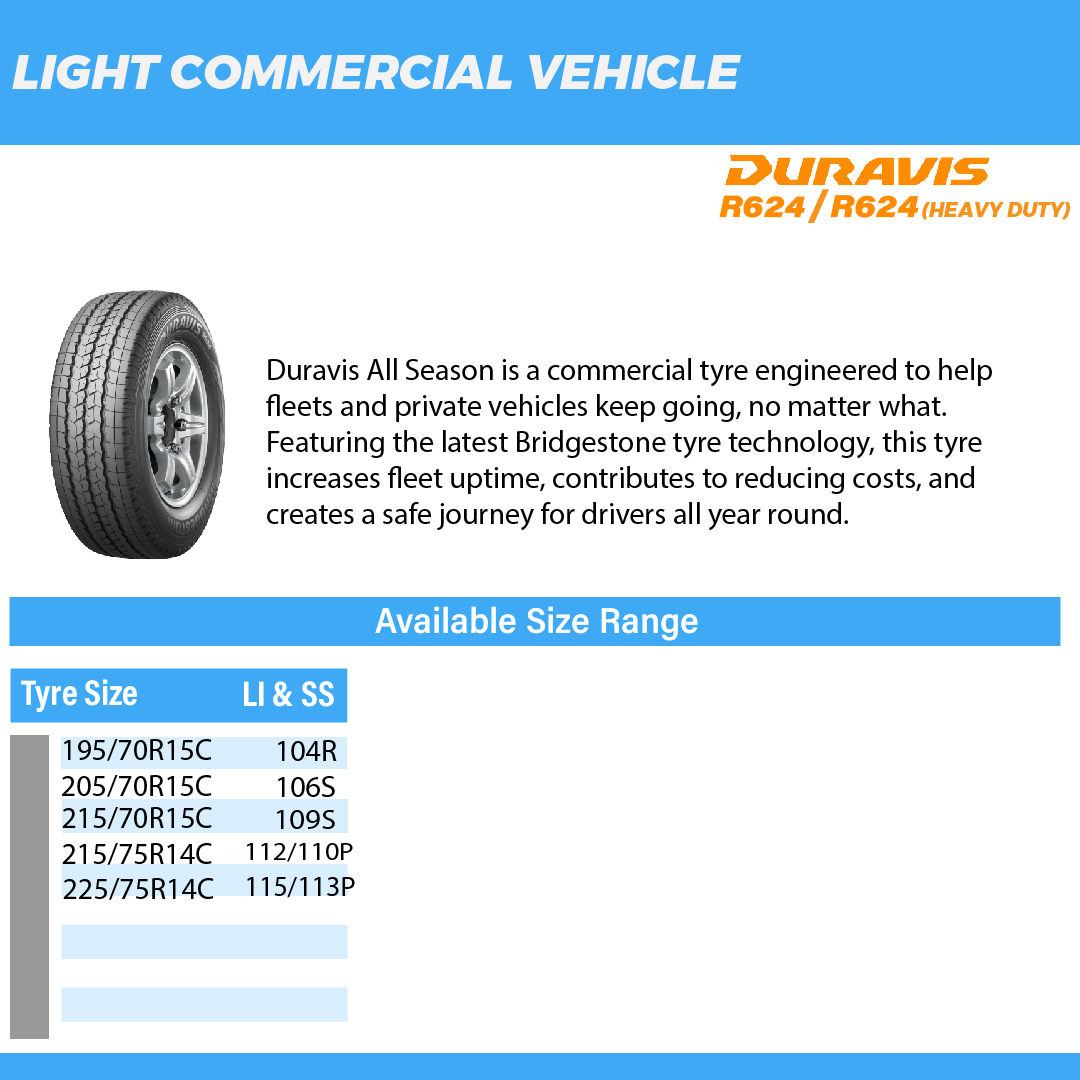 LIGHT COMMERCIAL VEHICLE
DURAVIS
R624 / R624 (HEAVY DUTY)
DURAVIS
Duravis All Season is a commercial tyre engineered to help
fleets and private vehicles keep going, no matter what.
Featuring the latest Bridgestone tyre technology, this tyre
increases fleet uptime, contributes to reducing costs, and
creates a safe journey for drivers all year round.
BRIDGESTONE
Available Size Range
Tyre Size LI & SS
195/70R15C 104R
205/70R15C 106S
215/70R15C 109S
215/75R14C 112/110P
225/75R14C 115/113P